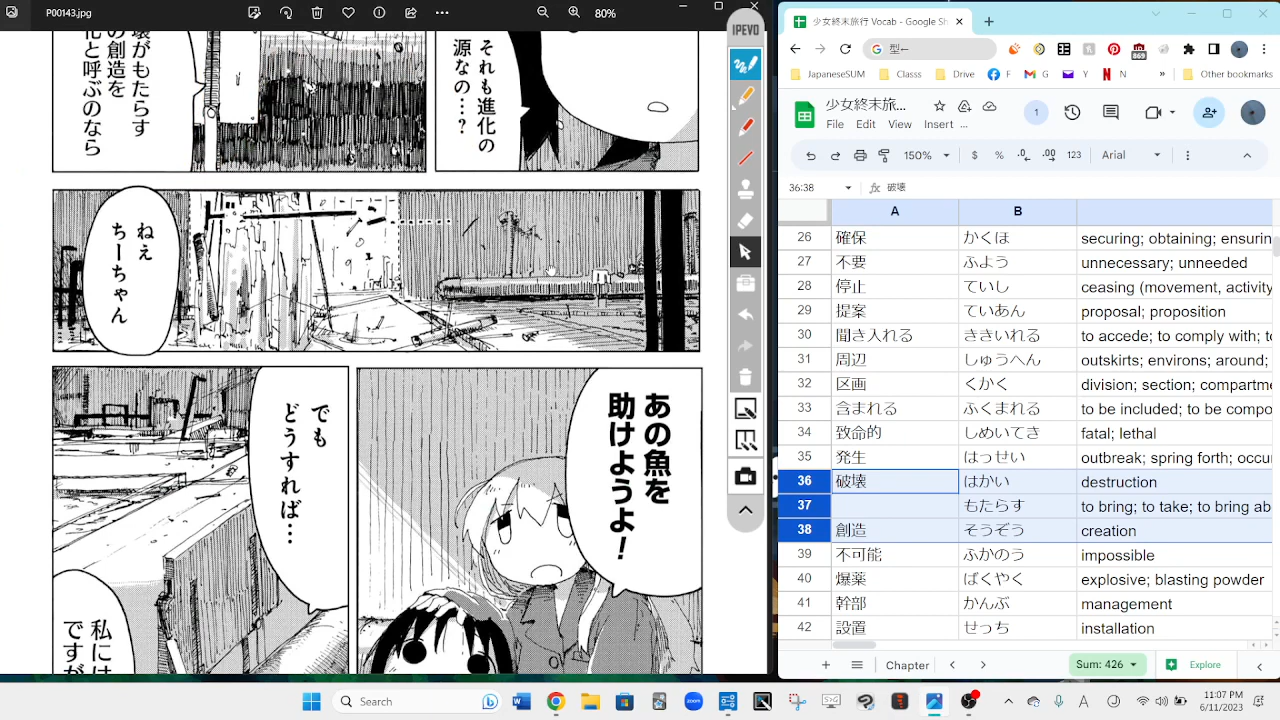 P00143.jpg
80%
それも進化の
源なの…?
壊がもたらす
の創造を
化と呼ぶのなら
ねえ
ちーちゃん
あの魚を
助けようよ!
でも
どうすれば…
私には
ですが
IPEVO
少女終末旅行 Vocab - Google Sh
型←
869
JapaneseSUM
Classs
Drive
F
G
Y
N
»
Other bookmarks
少女終末旅...
File Edit View Insert ...
1
150%
$ % .0 .00 123 Arial
36:38
fx 破壊
A B
26 確保 かくほ securing; obtaining; ensurin
27 不要 ふよう unnecessary; unneeded
28 停止 ていし ceasing (movement, activity
29 提案 ていあん proposal; proposition
30 聞き入れる ききいれる to accede; to comply with; to
31 周辺 しゅうへん outskirts; environs; around;
32 区画 くかく division; section; compartme
33 含まれる ふくまれる to be included; to be compo
34 致命的 しめいてき fatal; lethal
35 発生 はっせい outbreak; spring forth; occur
36 破壊 はかい destruction
37 もたらす to bring; to take; to bring ab
38 創造 そうぞう creation
39 不可能 ふかのう impossible
40 爆薬 ばくやく explosive; blasting powder
41 幹部 かんぶ management
42 設置 せっち installation
Chapter
Sum: 426
Explore
Search
zoom
A
11:07 PM
6/11/2023